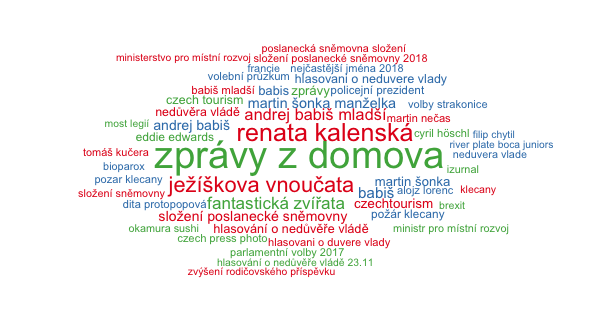 poslanecká sněmovna složení
ministerstvo pro místní rozvoj složení poslanecké sněmovny 2018
francie nejčastější jména 2018
volební průzkum hlasovani o neduvere vlady
babiš mladší babis zprávy policejní prezident
czech tourism martin šonka manželka volby strakonice
nedůvěra vládě andrej babiš mladší martin nečas
most legií andrej babiš renata kalenská cyril höschl filip chytil
eddie edwards river plate boca juniors
tomáš kučera zprávy z domova neduvera vlade
bioparox izurnal
pozar klecany ježíškova vnoučata martin šonka
složení sněmovny babiš alojz lorenc klecany
dita protopopová fantastická zvířata czechtourism brexit
složení poslanecké sněmovny požár klecany
okamura sushi hlasování o nedůvěře vládě ministr pro místní rozvoj
czech press photo hlasovani o duvere vlady
parlamentní volby 2017
hlasování o nedůvěře vládě 23.11
zvýšení rodičovského příspěvku